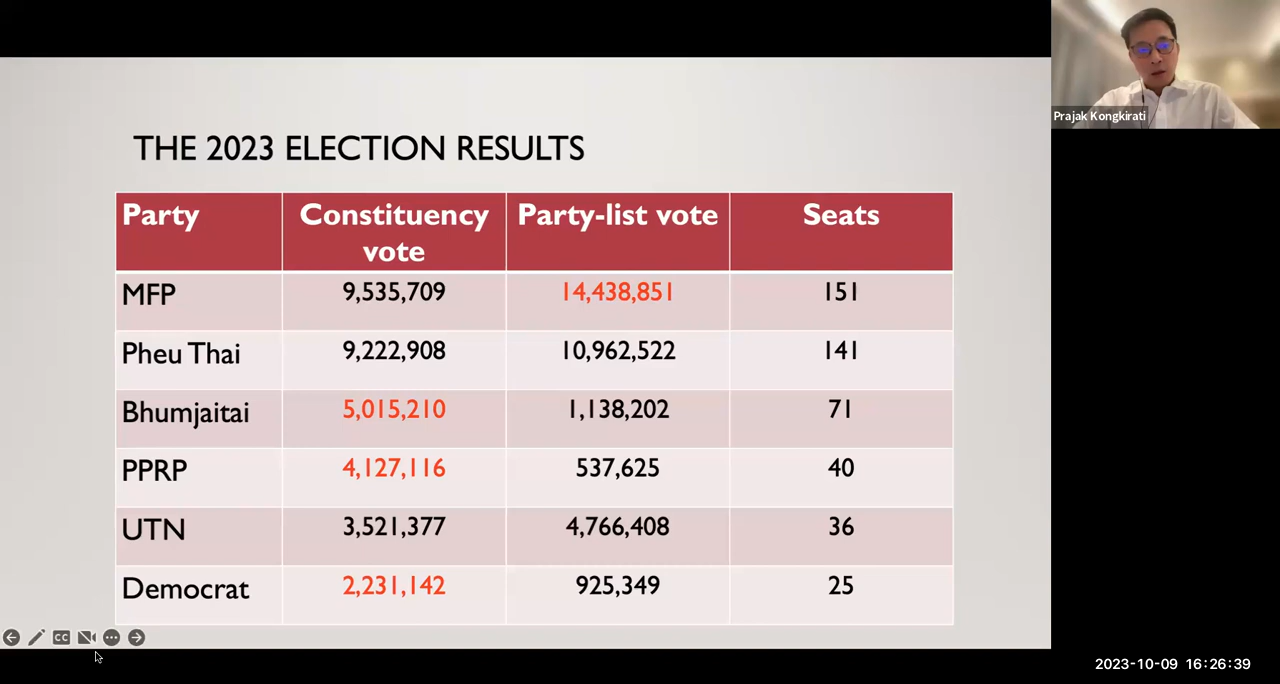 THE 2023 ELECTION RESULTS
Party Constituency vote Party-list vote Seats
MFP 9,535,709 14,438,851 151
Pheu Thai 9,222,908 10,962,522 141
Bhumjaitai 5,015,210 1,138,202 71
PPRP 4,127,116 537,625 40
UTN 3,521,377 4,766,408 36
Democrat 2,231,142 925,349 25
CC
Prajak Kongkirati
2023-10-09 16:26:39